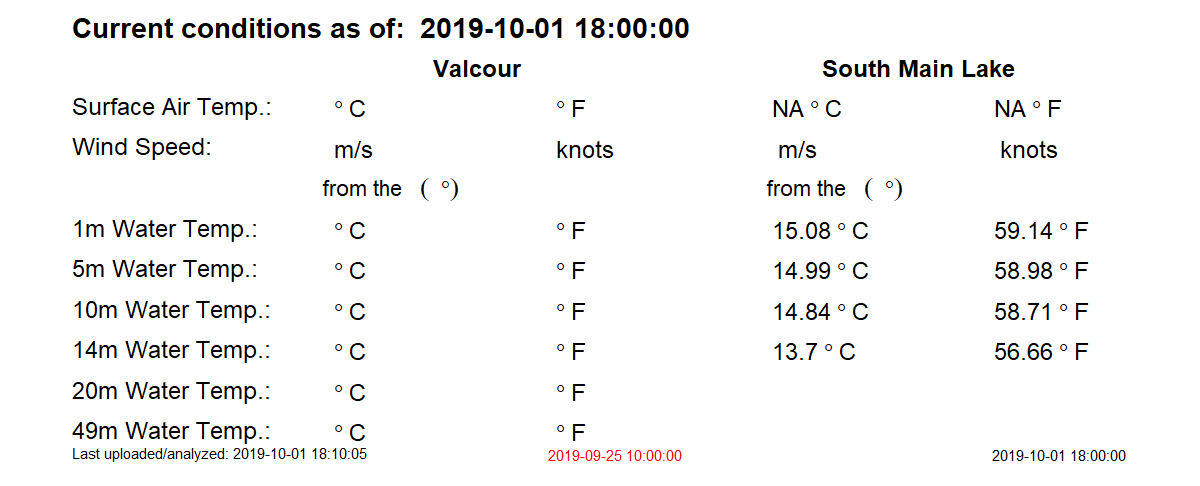 Current conditions as of: 2019-10-01 18:00:00
Valcour South Main Lake
Surface Air Temp.: ° C ° F NA ° C NA ° F
Wind Speed: m/s knots m/s knots
from the ( °) from the ( °)
1m Water Temp.: ° C ° F 15.08 ° C 59.14 ° F
5m Water Temp.: ° C ° F 14.99 ° C 58.98 ° F
10m Water Temp.: ° C ° F 14.84 ° C 58.71 ° F
14m Water Temp.: ° C ° F 13.7 ° C 56.66 ° F
20m Water Temp.: ° C ° F
49m Water Temp.: ° C ° F
Last uploaded/analyzed: 2019-10-01 18:10:05 2019-09-25 10:00:00 2019-10-01 18:00:00